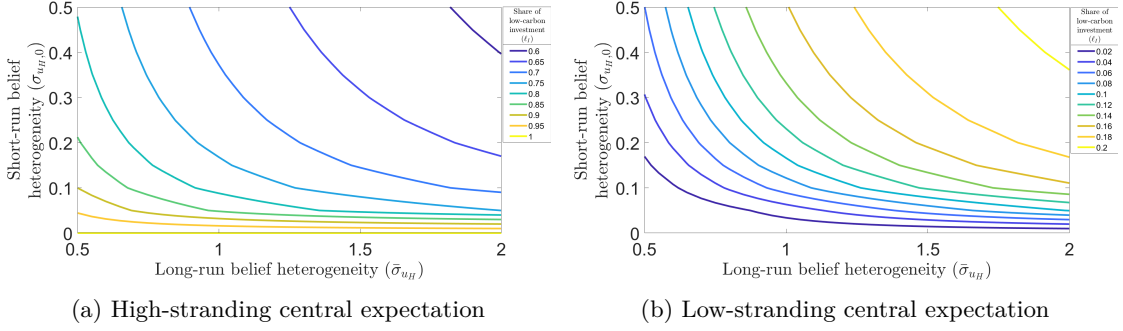 0.5
0.4
0.3
0.2
0.1
0
0.5
1
1.5
2
Short-run belief
heterogeneity (σ_{u_H,0})
Long-run belief heterogeneity (σ̄_{u_H})
Share of
low-carbon
investment
(ℓ_I)
0.6
0.65
0.7
0.75
0.8
0.85
0.9
0.95
1
(a) High-stranding central expectation
0.5
0.4
0.3
0.2
0.1
0
0.5
1
1.5
2
Short-run belief
heterogeneity (σ_{u_H,0})
Long-run belief heterogeneity (σ̄_{u_H})
Share of
low-carbon
investment
(ℓ_I)
0.02
0.04
0.06
0.08
0.1
0.12
0.14
0.16
0.18
0.2
(b) Low-stranding central expectation